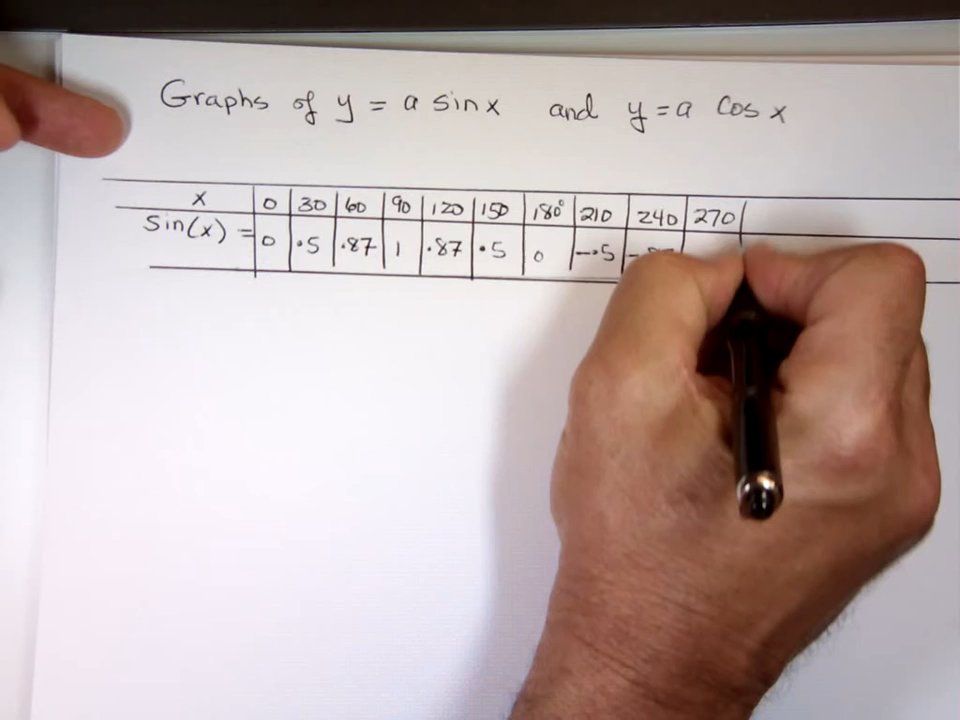 Graphs of y = a sin x and y = a cos x
x 0 30 60 90 120 150 180° 210 240 270
sin(x) = 0 .5 .87 1 .87 .5 0 -.5